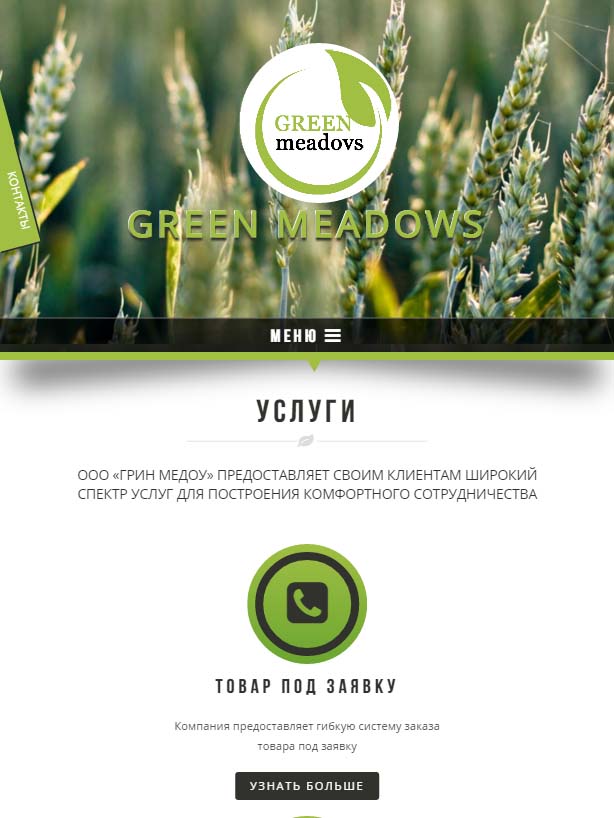 GREEN
meadovs
КОНТАКТЫ
GREEN MEADOWS
МЕНЮ
УСЛУГИ
ООО «ГРИН МЕДОУ» ПРЕДОСТАВЛЯЕТ СВОИМ КЛИЕНТАМ ШИРОКИЙ
СПЕКТР УСЛУГ ДЛЯ ПОСТРОЕНИЯ КОМФОРТНОГО СОТРУДНИЧЕСТВА
ТОВАР ПОД ЗАЯВКУ
Компания предоставляет гибкую систему заказа
товара под заявку
УЗНАТЬ БОЛЬШЕ